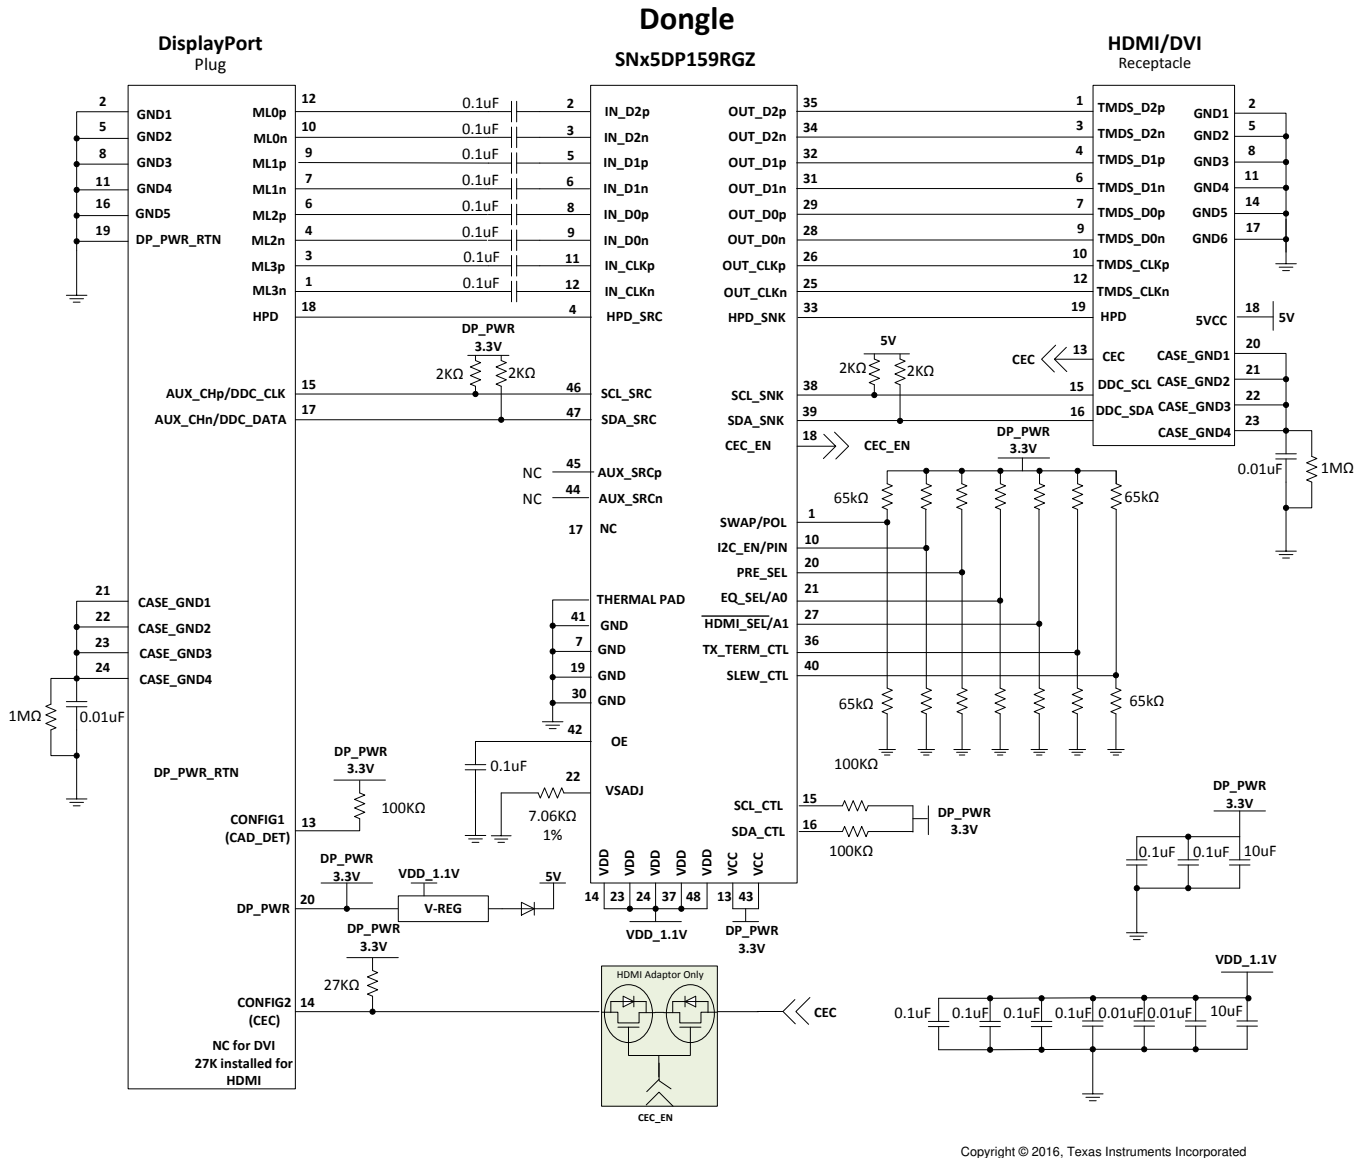 Dongle
DisplayPort
Plug
SNx5DP159RGZ
HDMI/DVI
Receptacle
2 GND1
5 GND2
8 GND3
11 GND4
16 GND5
19 DP_PWR_RTN
ML0p 12 0.1uF 2 IN_D2p
ML0n 10 0.1uF 3 IN_D2n
ML1p 9 0.1uF 5 IN_D1p
ML1n 7 0.1uF 6 IN_D1n
ML2p 6 0.1uF 8 IN_D0p
ML2n 4 0.1uF 9 IN_D0n
ML3p 3 0.1uF 11 IN_CLKp
ML3n 1 0.1uF 12 IN_CLKn
HPD 18 4 HPD_SRC
OUT_D2p 35 1 TMDS_D2p
OUT_D2n 34 3 TMDS_D2n
OUT_D1p 32 4 TMDS_D1p
OUT_D1n 31 6 TMDS_D1n
OUT_D0p 29 7 TMDS_D0p
OUT_D0n 28 9 TMDS_D0n
OUT_CLKp 26 10 TMDS_CLKp
OUT_CLKn 25 12 TMDS_CLKn
HPD_SNK 33 19 HPD
GND1 2
GND2 5
GND3 8
GND4 11
GND5 14
GND6 17
5VCC 18 5V
CASE_GND1 20
CASE_GND2 21
CASE_GND3 22
CASE_GND4 23
0.01uF 1MΩ
DP_PWR
3.3V
2KΩ 2KΩ
AUX_CHp/DDC_CLK 15 46 SCL_SRC
AUX_CHn/DDC_DATA 17 47 SDA_SRC
5V
2KΩ 2KΩ
CEC 13 CEC
SCL_SNK 38 15 DDC_SCL
SDA_SNK 39 16 DDC_SDA
CEC_EN 18 CEC_EN
NC 45 AUX_SRCp
NC 44 AUX_SRCn
17 NC
DP_PWR
3.3V
65kΩ 65kΩ
SWAP/POL 1
I2C_EN/PIN 10
PRE_SEL 20
EQ_SEL/A0 21
HDMI_SEL/A1 27
TX_TERM_CTL 36
SLEW_CTL 40
65kΩ 65kΩ
THERMAL PAD
41 GND
7 GND
19 GND
30 GND
42 OE
0.1uF
22 VSADJ
7.06KΩ
1%
21 CASE_GND1
22 CASE_GND2
23 CASE_GND3
24 CASE_GND4
1MΩ 0.01uF
DP_PWR_RTN
DP_PWR
3.3V
100KΩ
CONFIG1 13
(CAD_DET)
100KΩ
SCL_CTL 15
SDA_CTL 16
100KΩ
DP_PWR
3.3V
VDD VDD VDD VDD VDD VCC VCC
14 23 24 37 48 13 43
VDD_1.1V
DP_PWR
3.3V
DP_PWR
3.3V
VDD_1.1V
5V
DP_PWR 20 V-REG
DP_PWR
3.3V
27KΩ
CONFIG2 14
(CEC)
NC for DVI
27K installed for
HDMI
HDMI Adaptor Only
CEC
CEC_EN
DP_PWR
3.3V
0.1uF 0.1uF 10uF
VDD_1.1V
0.1uF 0.1uF 0.1uF 0.1uF 0.01uF 0.01uF 10uF
Copyright © 2016, Texas Instruments Incorporated